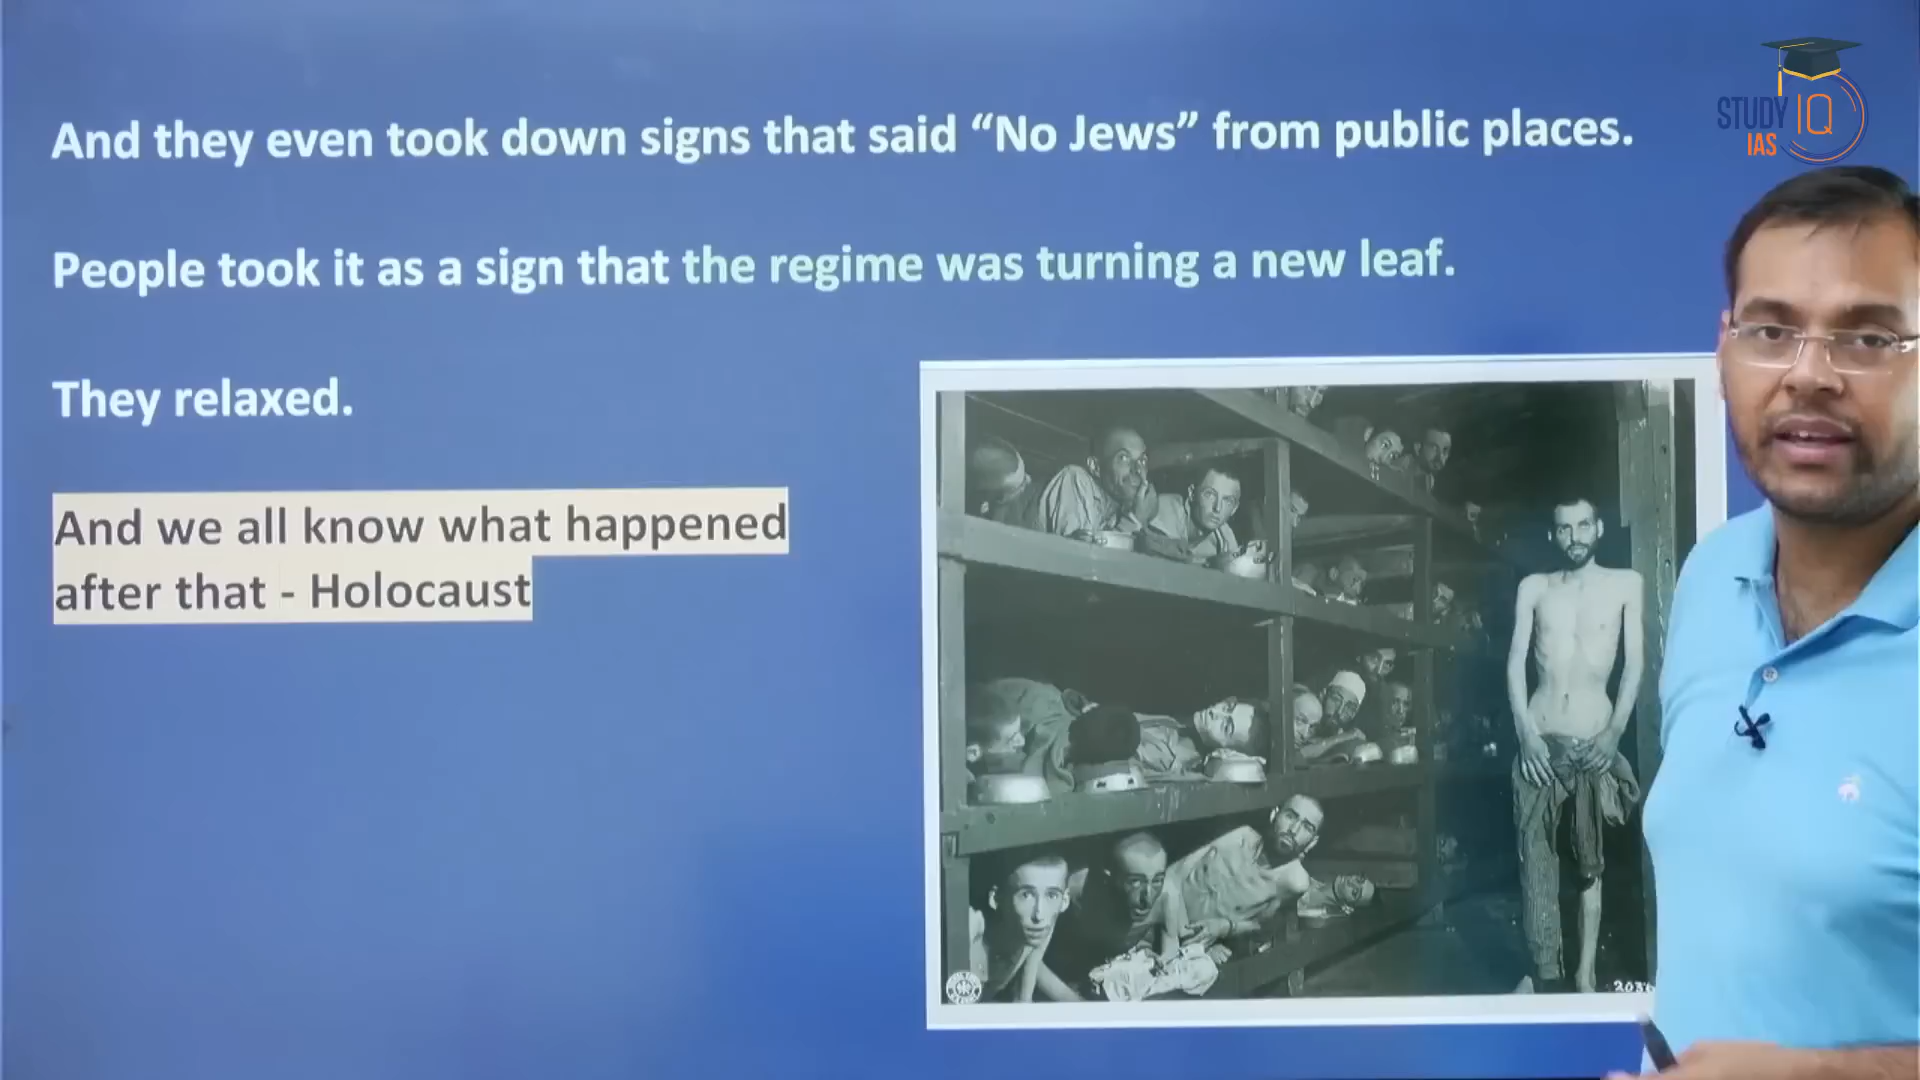 STUDY IQ
IAS
And they even took down signs that said “No Jews” from public places.
People took it as a sign that the regime was turning a new leaf.
They relaxed.
And we all know what happened
after that - Holocaust